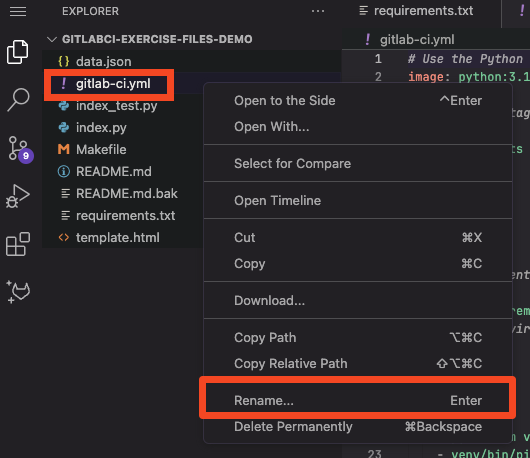 EXPLORER
···
requirements.txt
GITLABCI-EXERCISE-FILES-DEMO
! gitlab-ci.yml
{} data.json
1 # Use the Python
! gitlab-ci.yml
2 image: python:3.1
index_test.py
index.py
M Makefile
README.md
README.md.bak
requirements.txt
<> template.html
9
Open to the Side ^Enter
Open With...
Select for Compare
Open Timeline
Cut ⌘X
Copy ⌘C
Download...
Copy Path ⌥⌘C
Copy Relative Path ⇧⌥⌘C
Rename... Enter
Delete Permanently ⌘Backspace
23 - venv/bin/pi